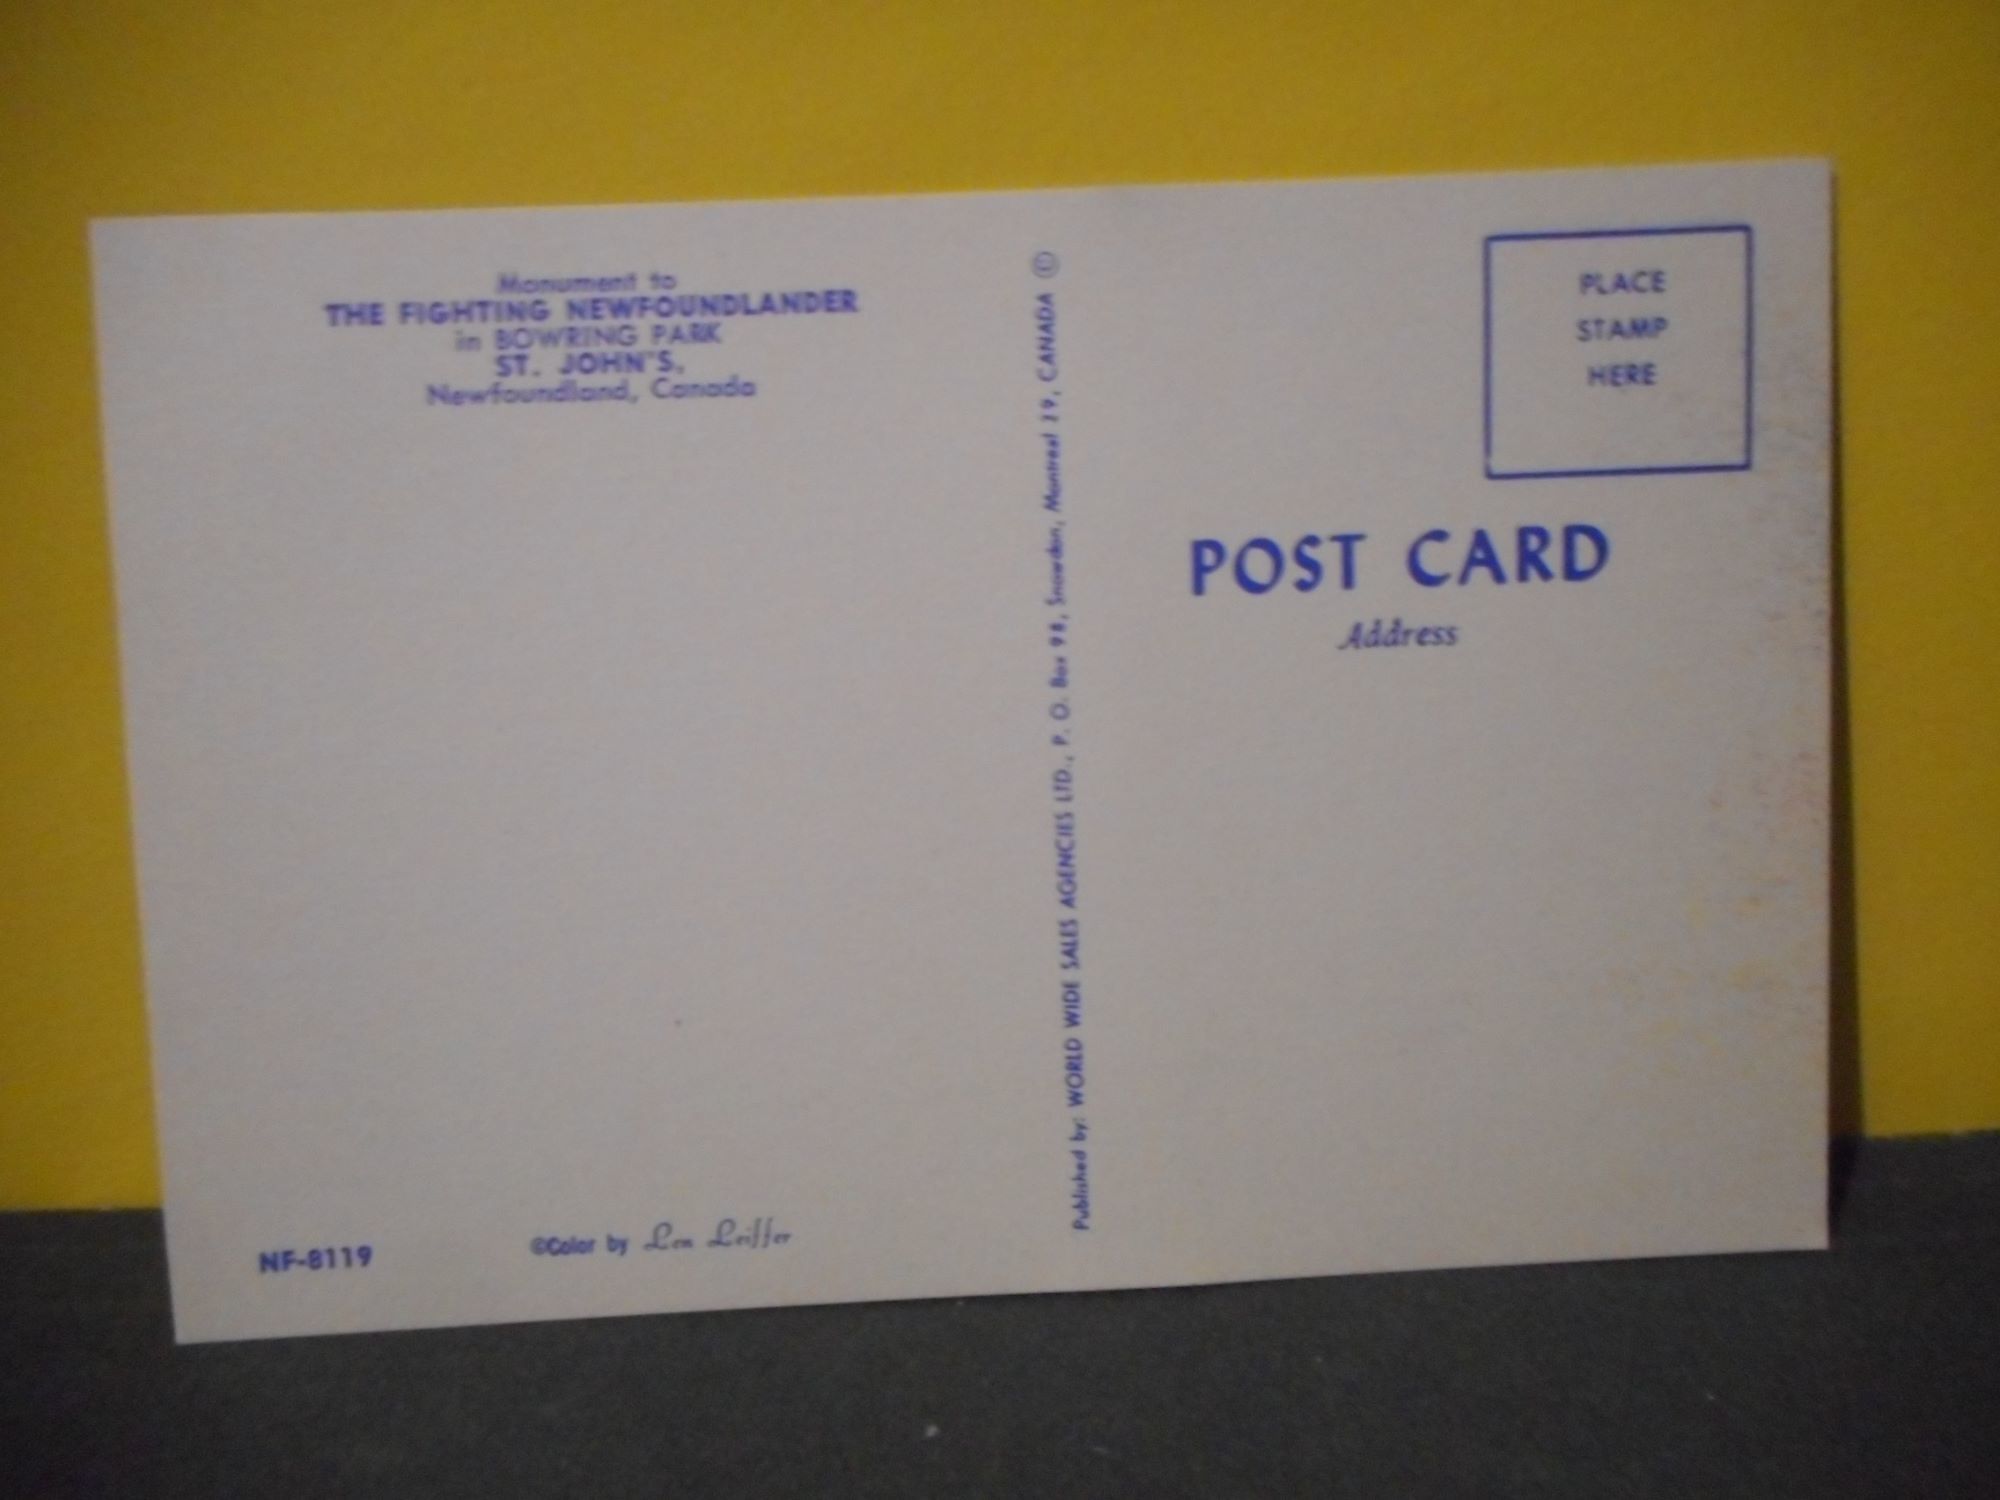 Monument to
THE FIGHTING NEWFOUNDLANDER
in BOWRING PARK
ST. JOHN'S,
Newfoundland, Canada
NF-8119
©Color by Len Leiffer
Published by: WORLD WIDE SALES AGENCIES LTD., P. O. Box 98, Snowdon, Montreal 29, CANADA ©
PLACE
STAMP
HERE
POST CARD
Address